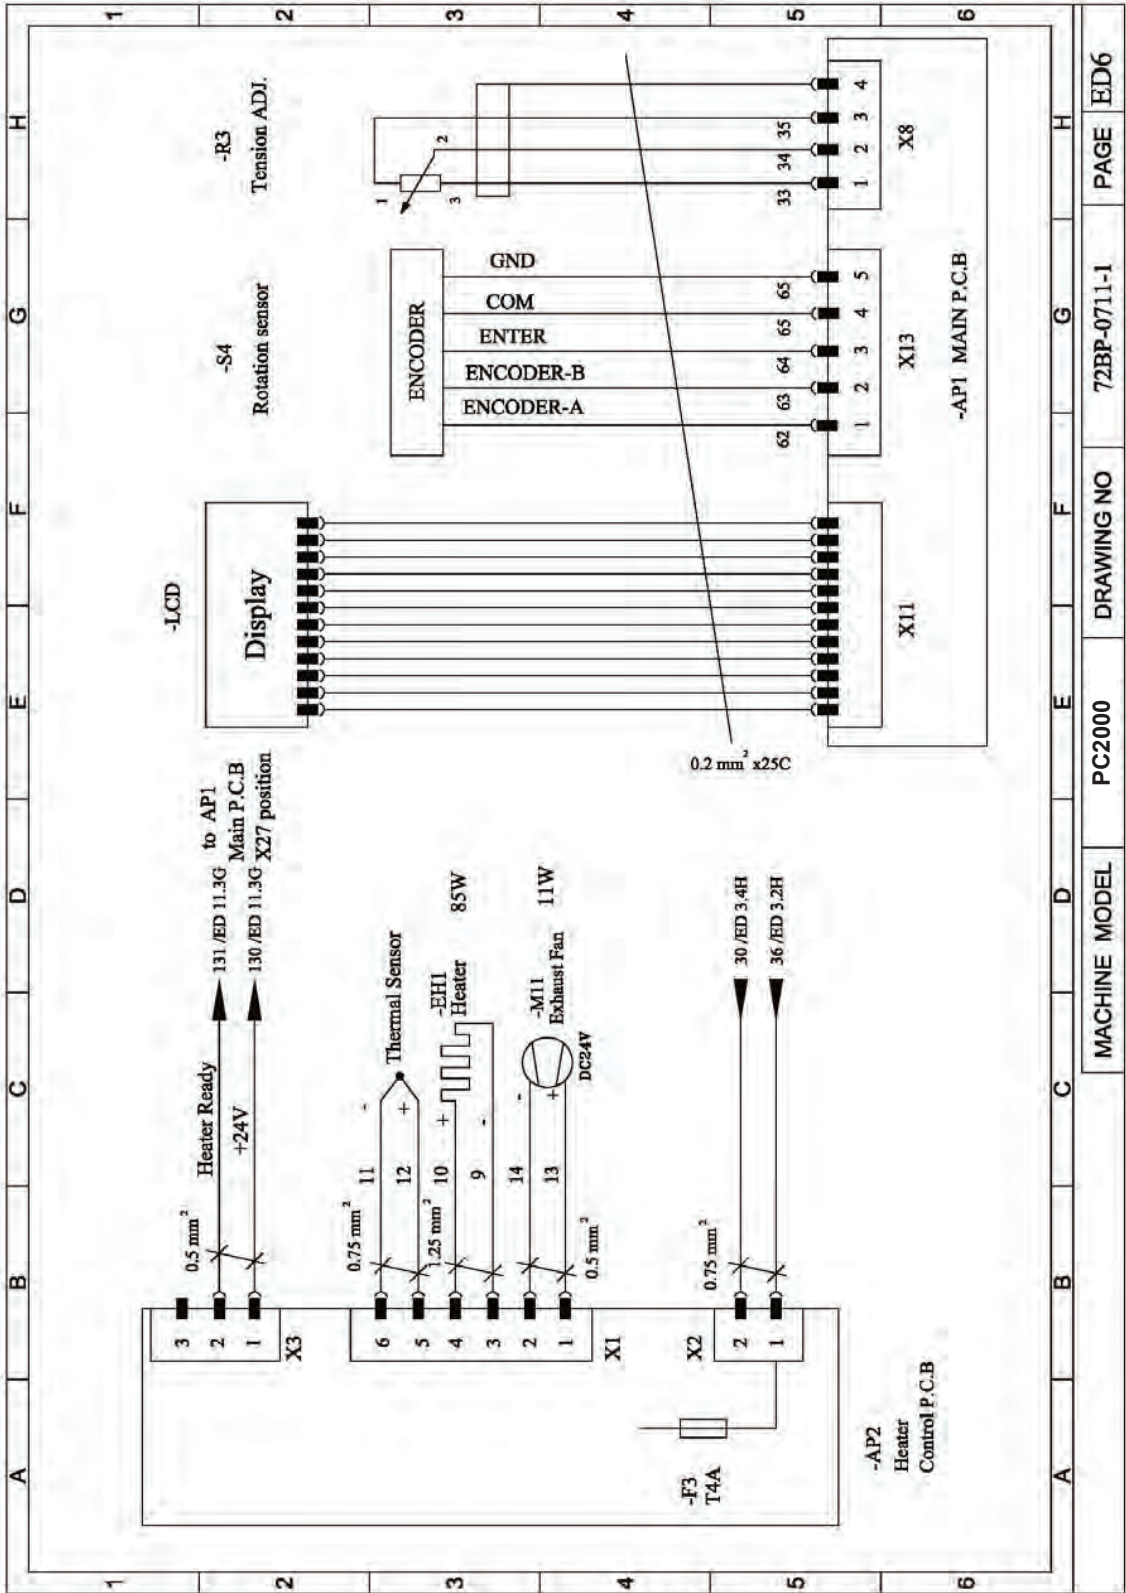 A B C D E F G H
1 2 3 4 5 6
-AP2
Heater
Control P.C.B
-F3
T4A
X3
3
2
1
0.5 mm²
Heater Ready
+24V
131 /ED 11.3G
130 /ED 11.3G
to AP1
Main P.C.B
X27 position
X1
6
5
4
3
2
1
0.75 mm²
11 -
12 +
Thermal Sensor
1.25 mm²
10 +
9 -
-EH1
Heater
85W
14 -
13 +
0.5 mm²
-M11
Exhaust Fan
DC24V
11W
X2
2
1
0.75 mm²
30 /ED 3.4H
36 /ED 3.2H
-LCD
Display
X11
0.2 mm² x25C
-S4
Rotation sensor
ENCODER
ENCODER-A
ENCODER-B
ENTER
COM
GND
62
63
64
65
65
1 2 3 4 5
X13
-R3
Tension ADJ.
1
2
3
33
34
35
1 2 3 4
X8
-AP1 MAIN P.C.B
A B C D E F G H
1 2 3 4 5 6
MACHINE MODEL PC2000 DRAWING NO 72BP-0711-1 PAGE ED6